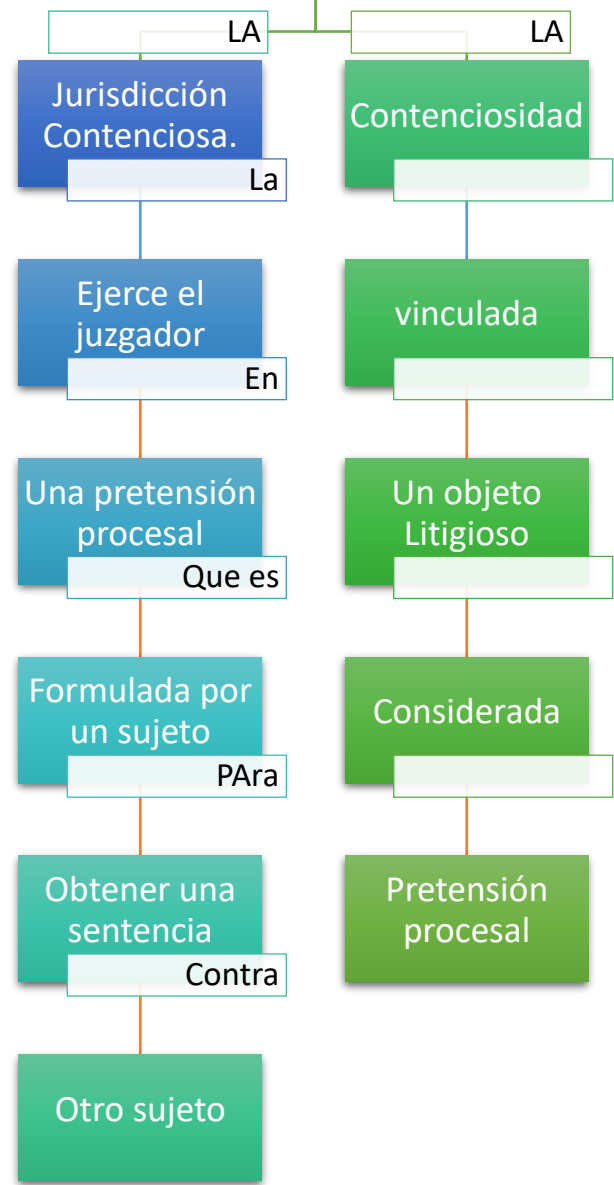 LA
Jurisdicción
Contenciosa.
La
Ejerce el
juzgador
En
Una pretensión
procesal
Que es
Formulada por
un sujeto
PAra
Obtener una
sentencia
Contra
Otro sujeto
LA
Contenciosidad
vinculada
Un objeto
Litigioso
Considerada
Pretensión
procesal